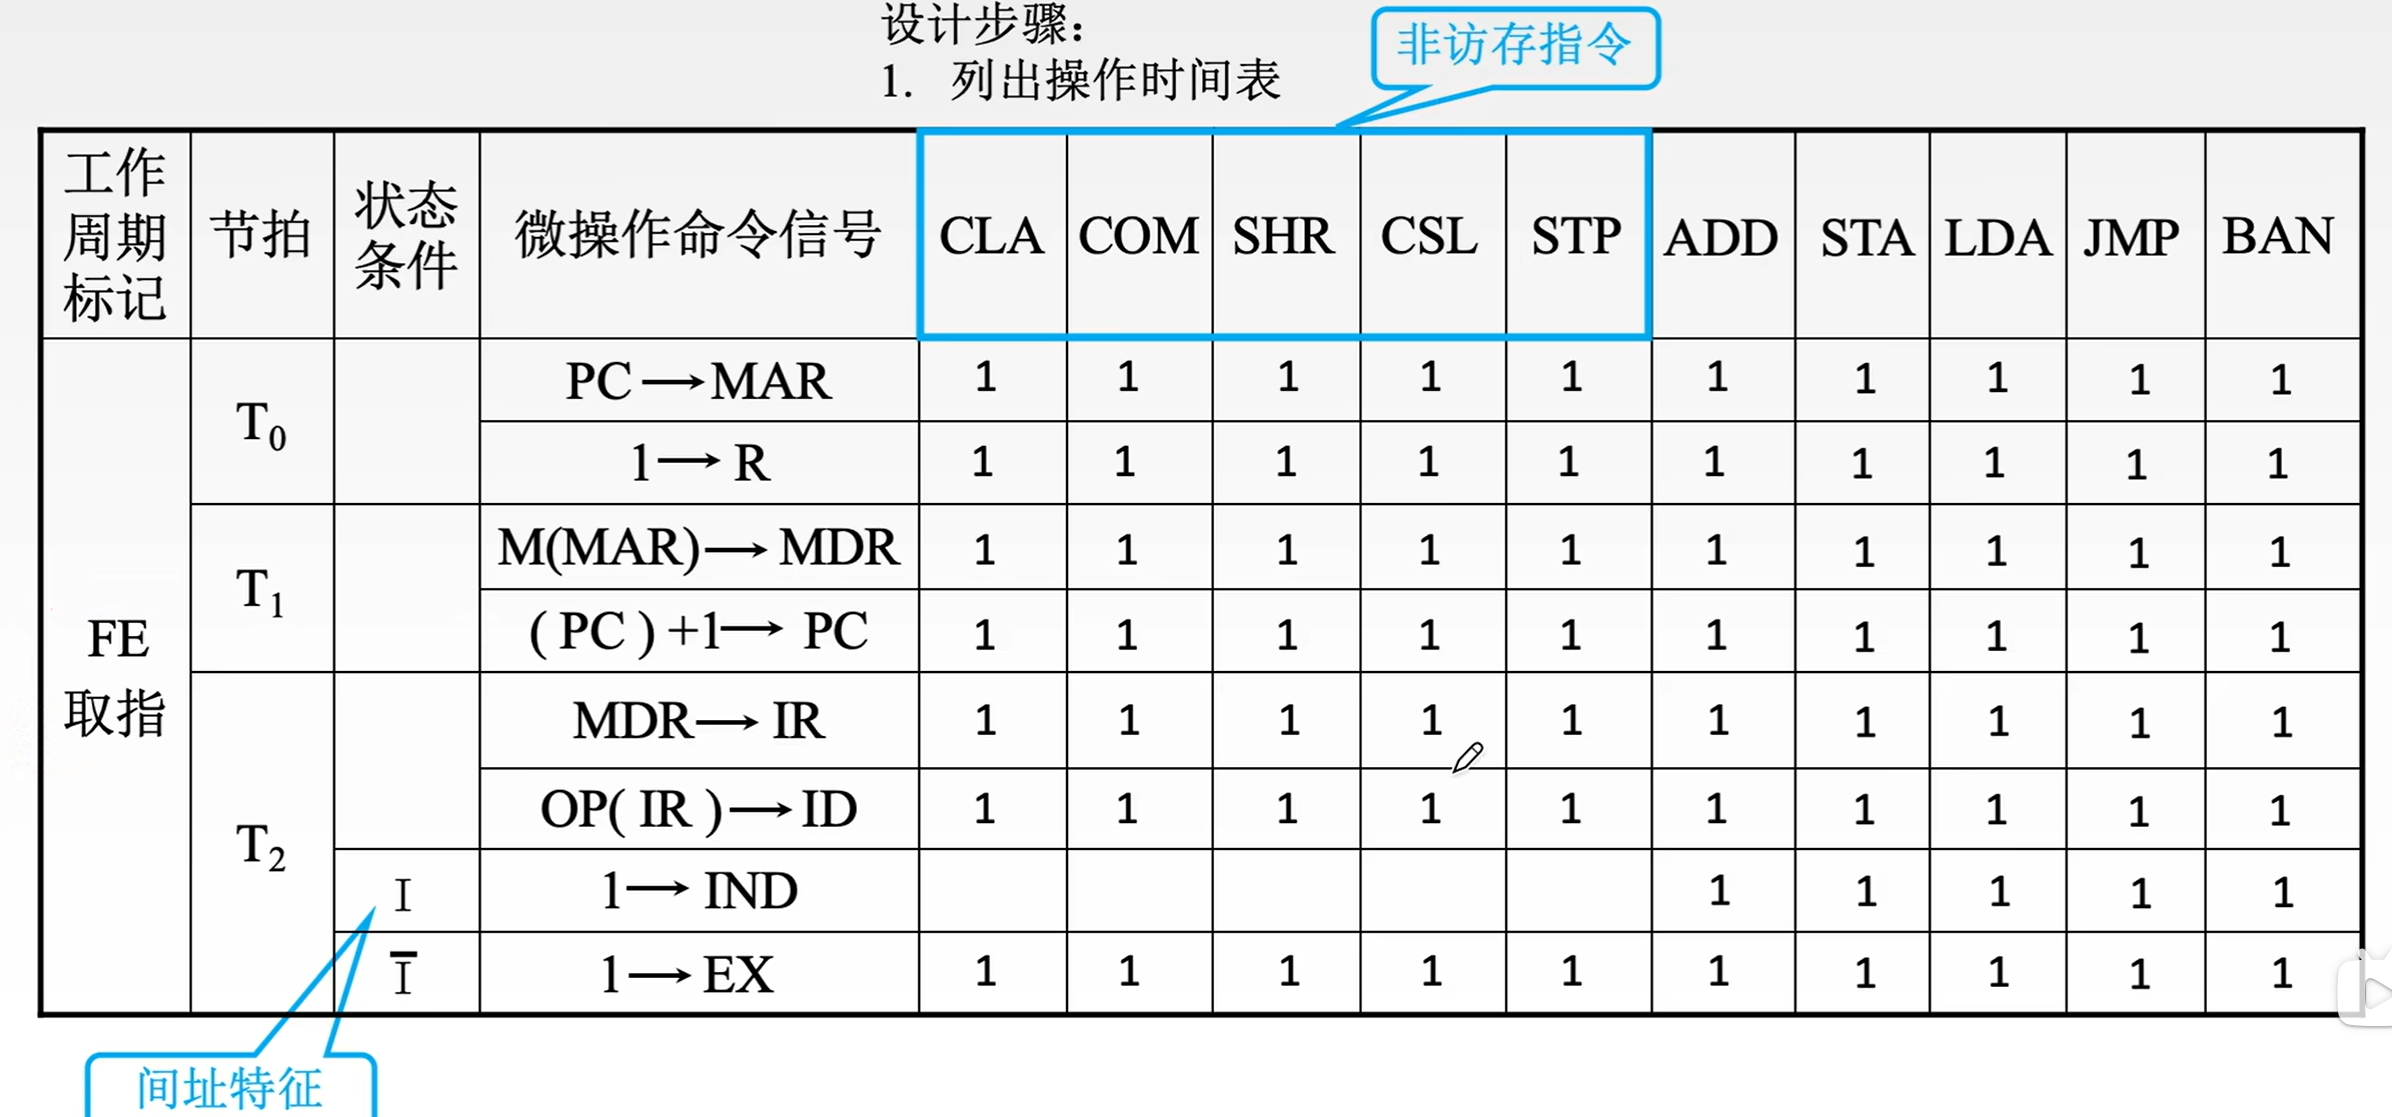 设计步骤:
1. 列出操作时间表
非访存指令
工作周期标记 节拍 状态条件 微操作命令信号 CLA COM SHR CSL STP ADD STA LDA JMP BAN
FE 取指 T₀ PC→MAR 1 1 1 1 1 1 1 1 1 1
1→R 1 1 1 1 1 1 1 1 1 1
T₁ M(MAR)→MDR 1 1 1 1 1 1 1 1 1 1
(PC)+1→PC 1 1 1 1 1 1 1 1 1 1
T₂ MDR→IR 1 1 1 1 1 1 1 1 1 1
OP(IR)→ID 1 1 1 1 1 1 1 1 1 1
I 1→IND 1 1 1 1 1
Ī 1→EX 1 1 1 1 1 1 1 1 1 1
间址特征